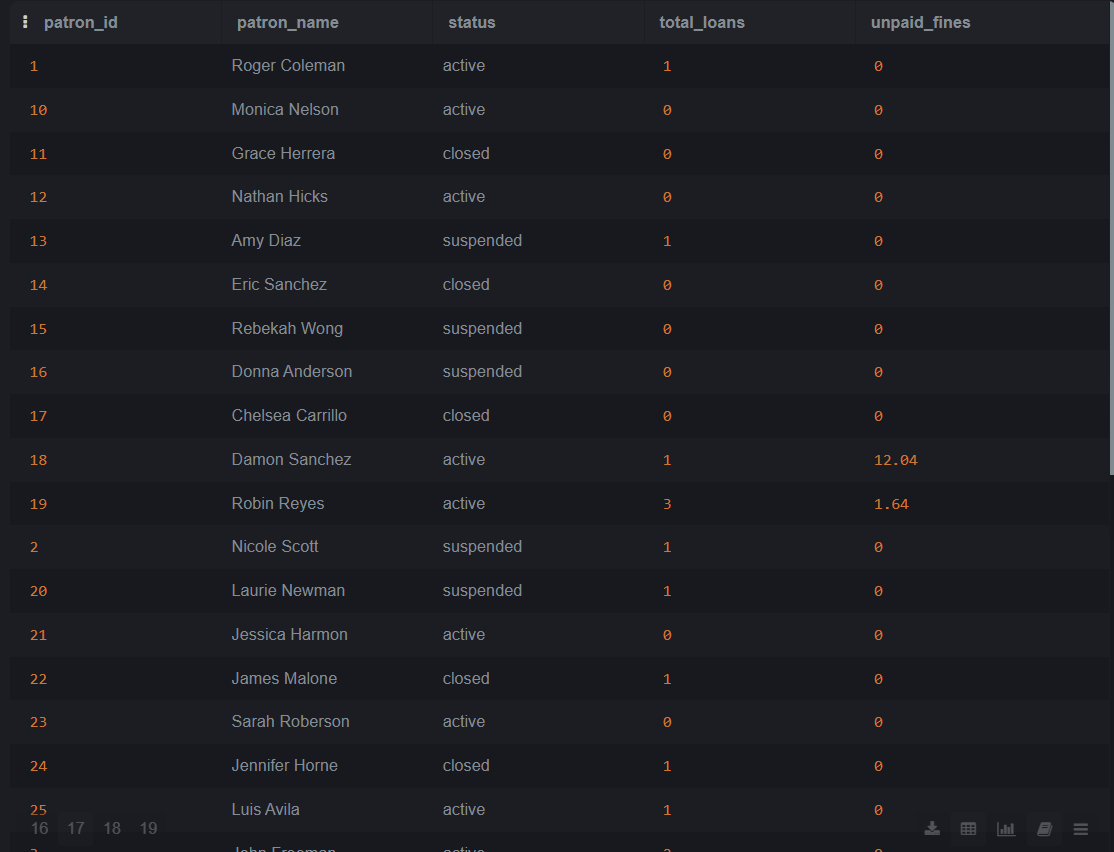 patron_id patron_name status total_loans unpaid_fines
1 Roger Coleman active 1 0
10 Monica Nelson active 0 0
11 Grace Herrera closed 0 0
12 Nathan Hicks active 0 0
13 Amy Diaz suspended 1 0
14 Eric Sanchez closed 0 0
15 Rebekah Wong suspended 0 0
16 Donna Anderson suspended 0 0
17 Chelsea Carrillo closed 0 0
18 Damon Sanchez active 1 12.04
19 Robin Reyes active 3 1.64
2 Nicole Scott suspended 1 0
20 Laurie Newman suspended 1 0
21 Jessica Harmon active 0 0
22 James Malone closed 1 0
23 Sarah Roberson active 0 0
24 Jennifer Horne closed 1 0
25 Luis Avila active 1 0
16 17 18 19
John Freeman active